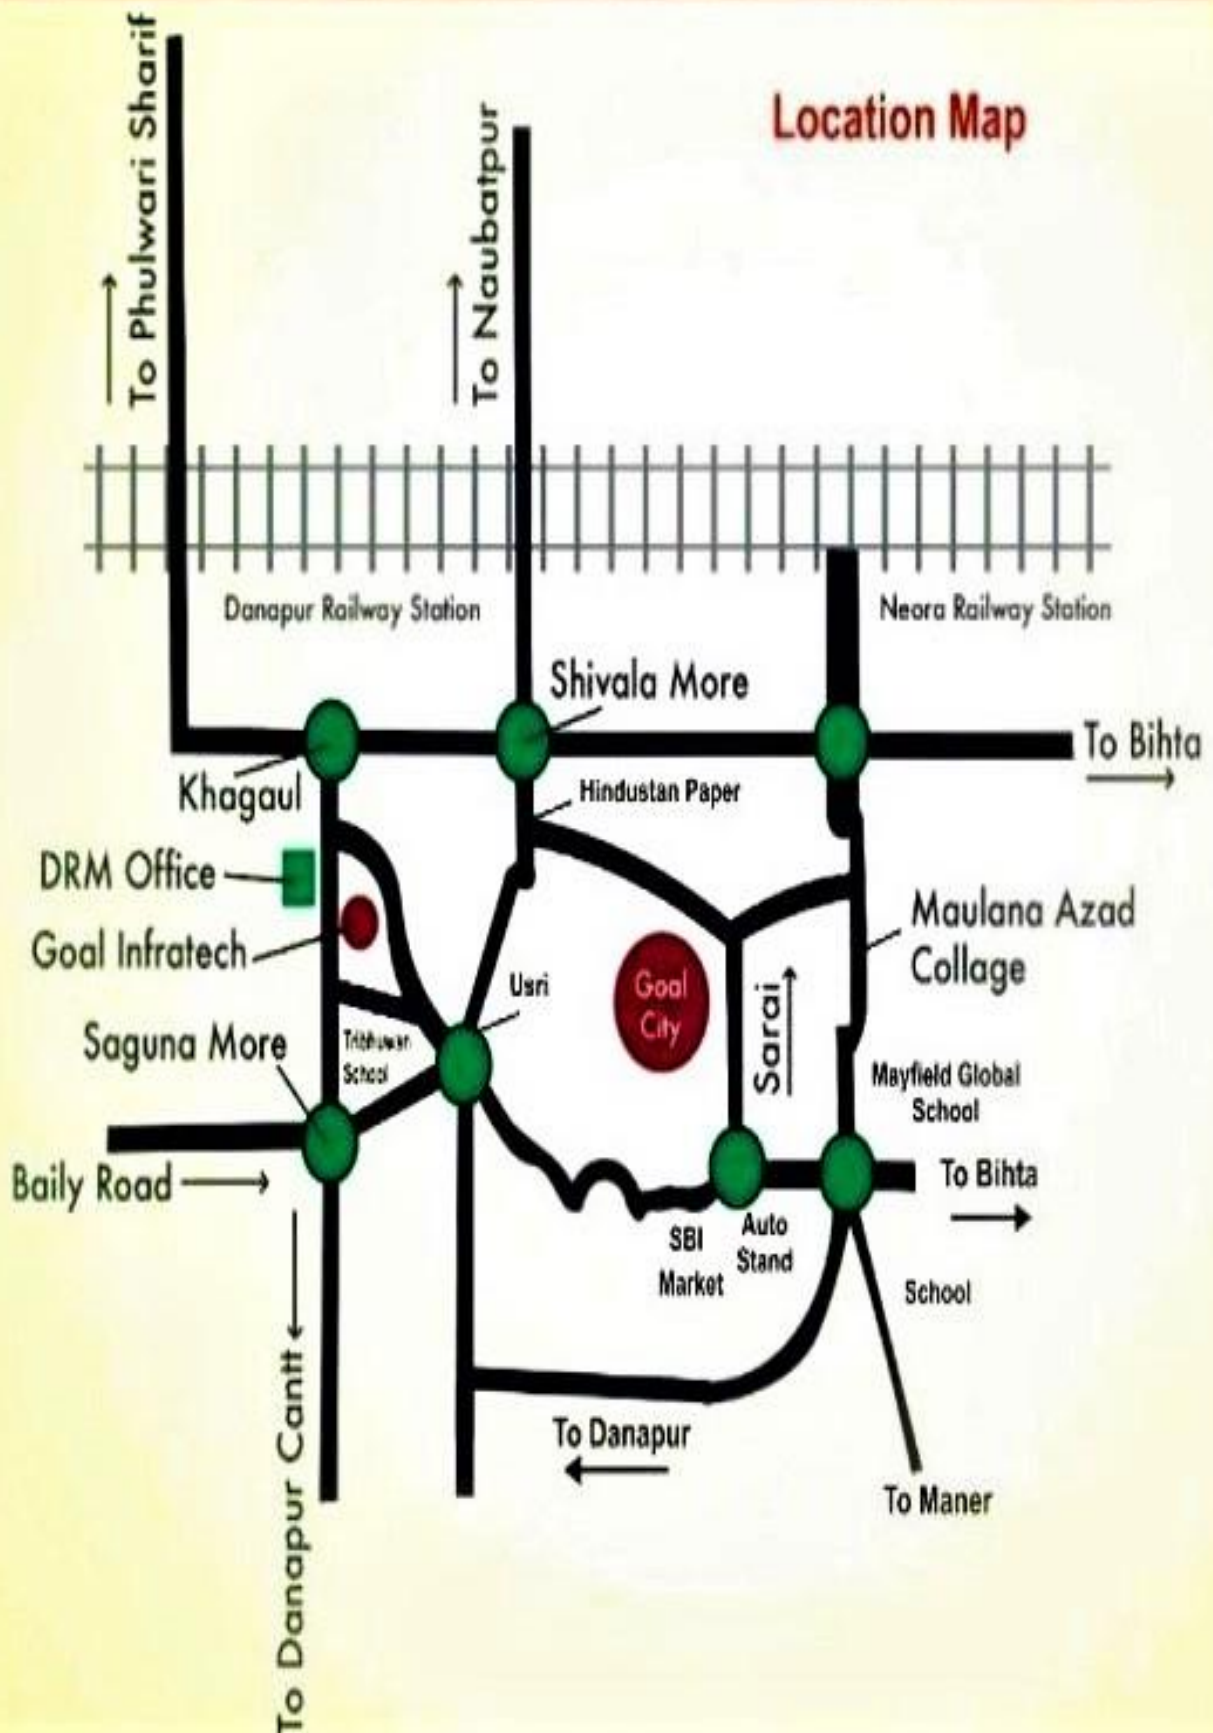 To Phulwari Sharif
To Naubatpur
Location Map
Danapur Railway Station
Neora Railway Station
Shivala More
To Bihta
Khagaul
Hindustan Paper
DRM Office
Goal Infratech
Maulana Azad
Collage
Usri
Goal
City
Sarai
Saguna More
Tribhuwan
School
Mayfield Global
School
Baily Road
To Bihta
SBI
Market
Auto
Stand
School
To Danapur Cantt
To Danapur
To Maner